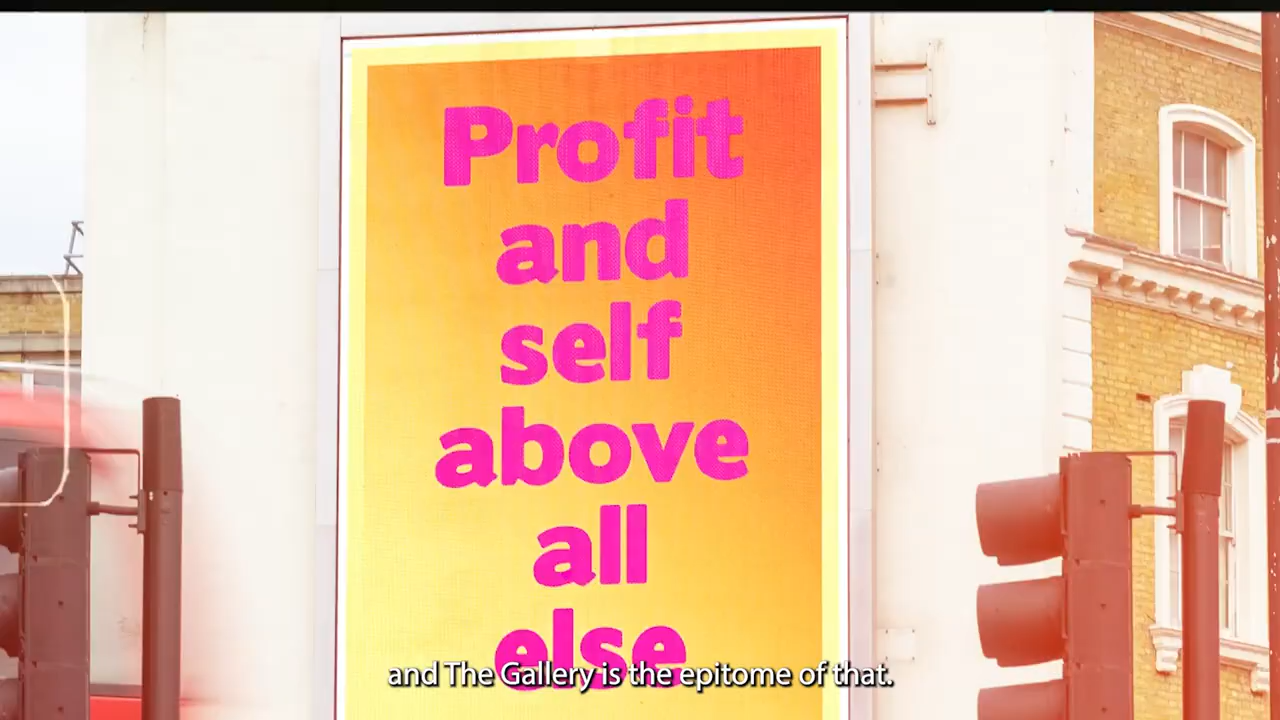 Profit
and
self
above
all
else
and The Gallery is the epitome of that.